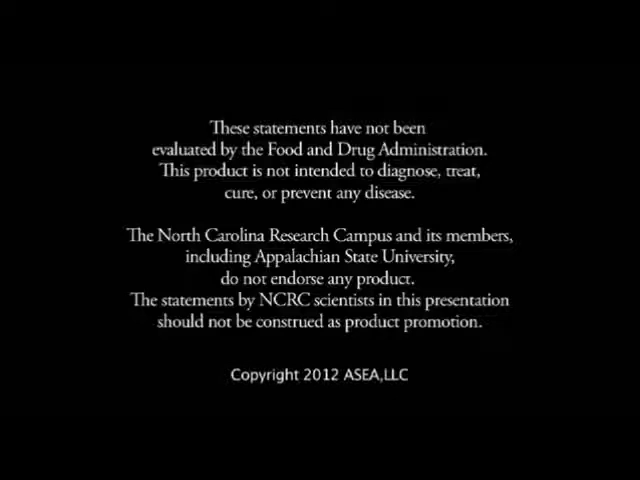 These statements have not been
evaluated by the Food and Drug Administration.
This product is not intended to diagnose, treat,
cure, or prevent any disease.
The North Carolina Research Campus and its members,
including Appalachian State University,
do not endorse any product.
The statements by NCRC scientists in this presentation
should not be construed as product promotion.
Copyright 2012 ASEA,LLC